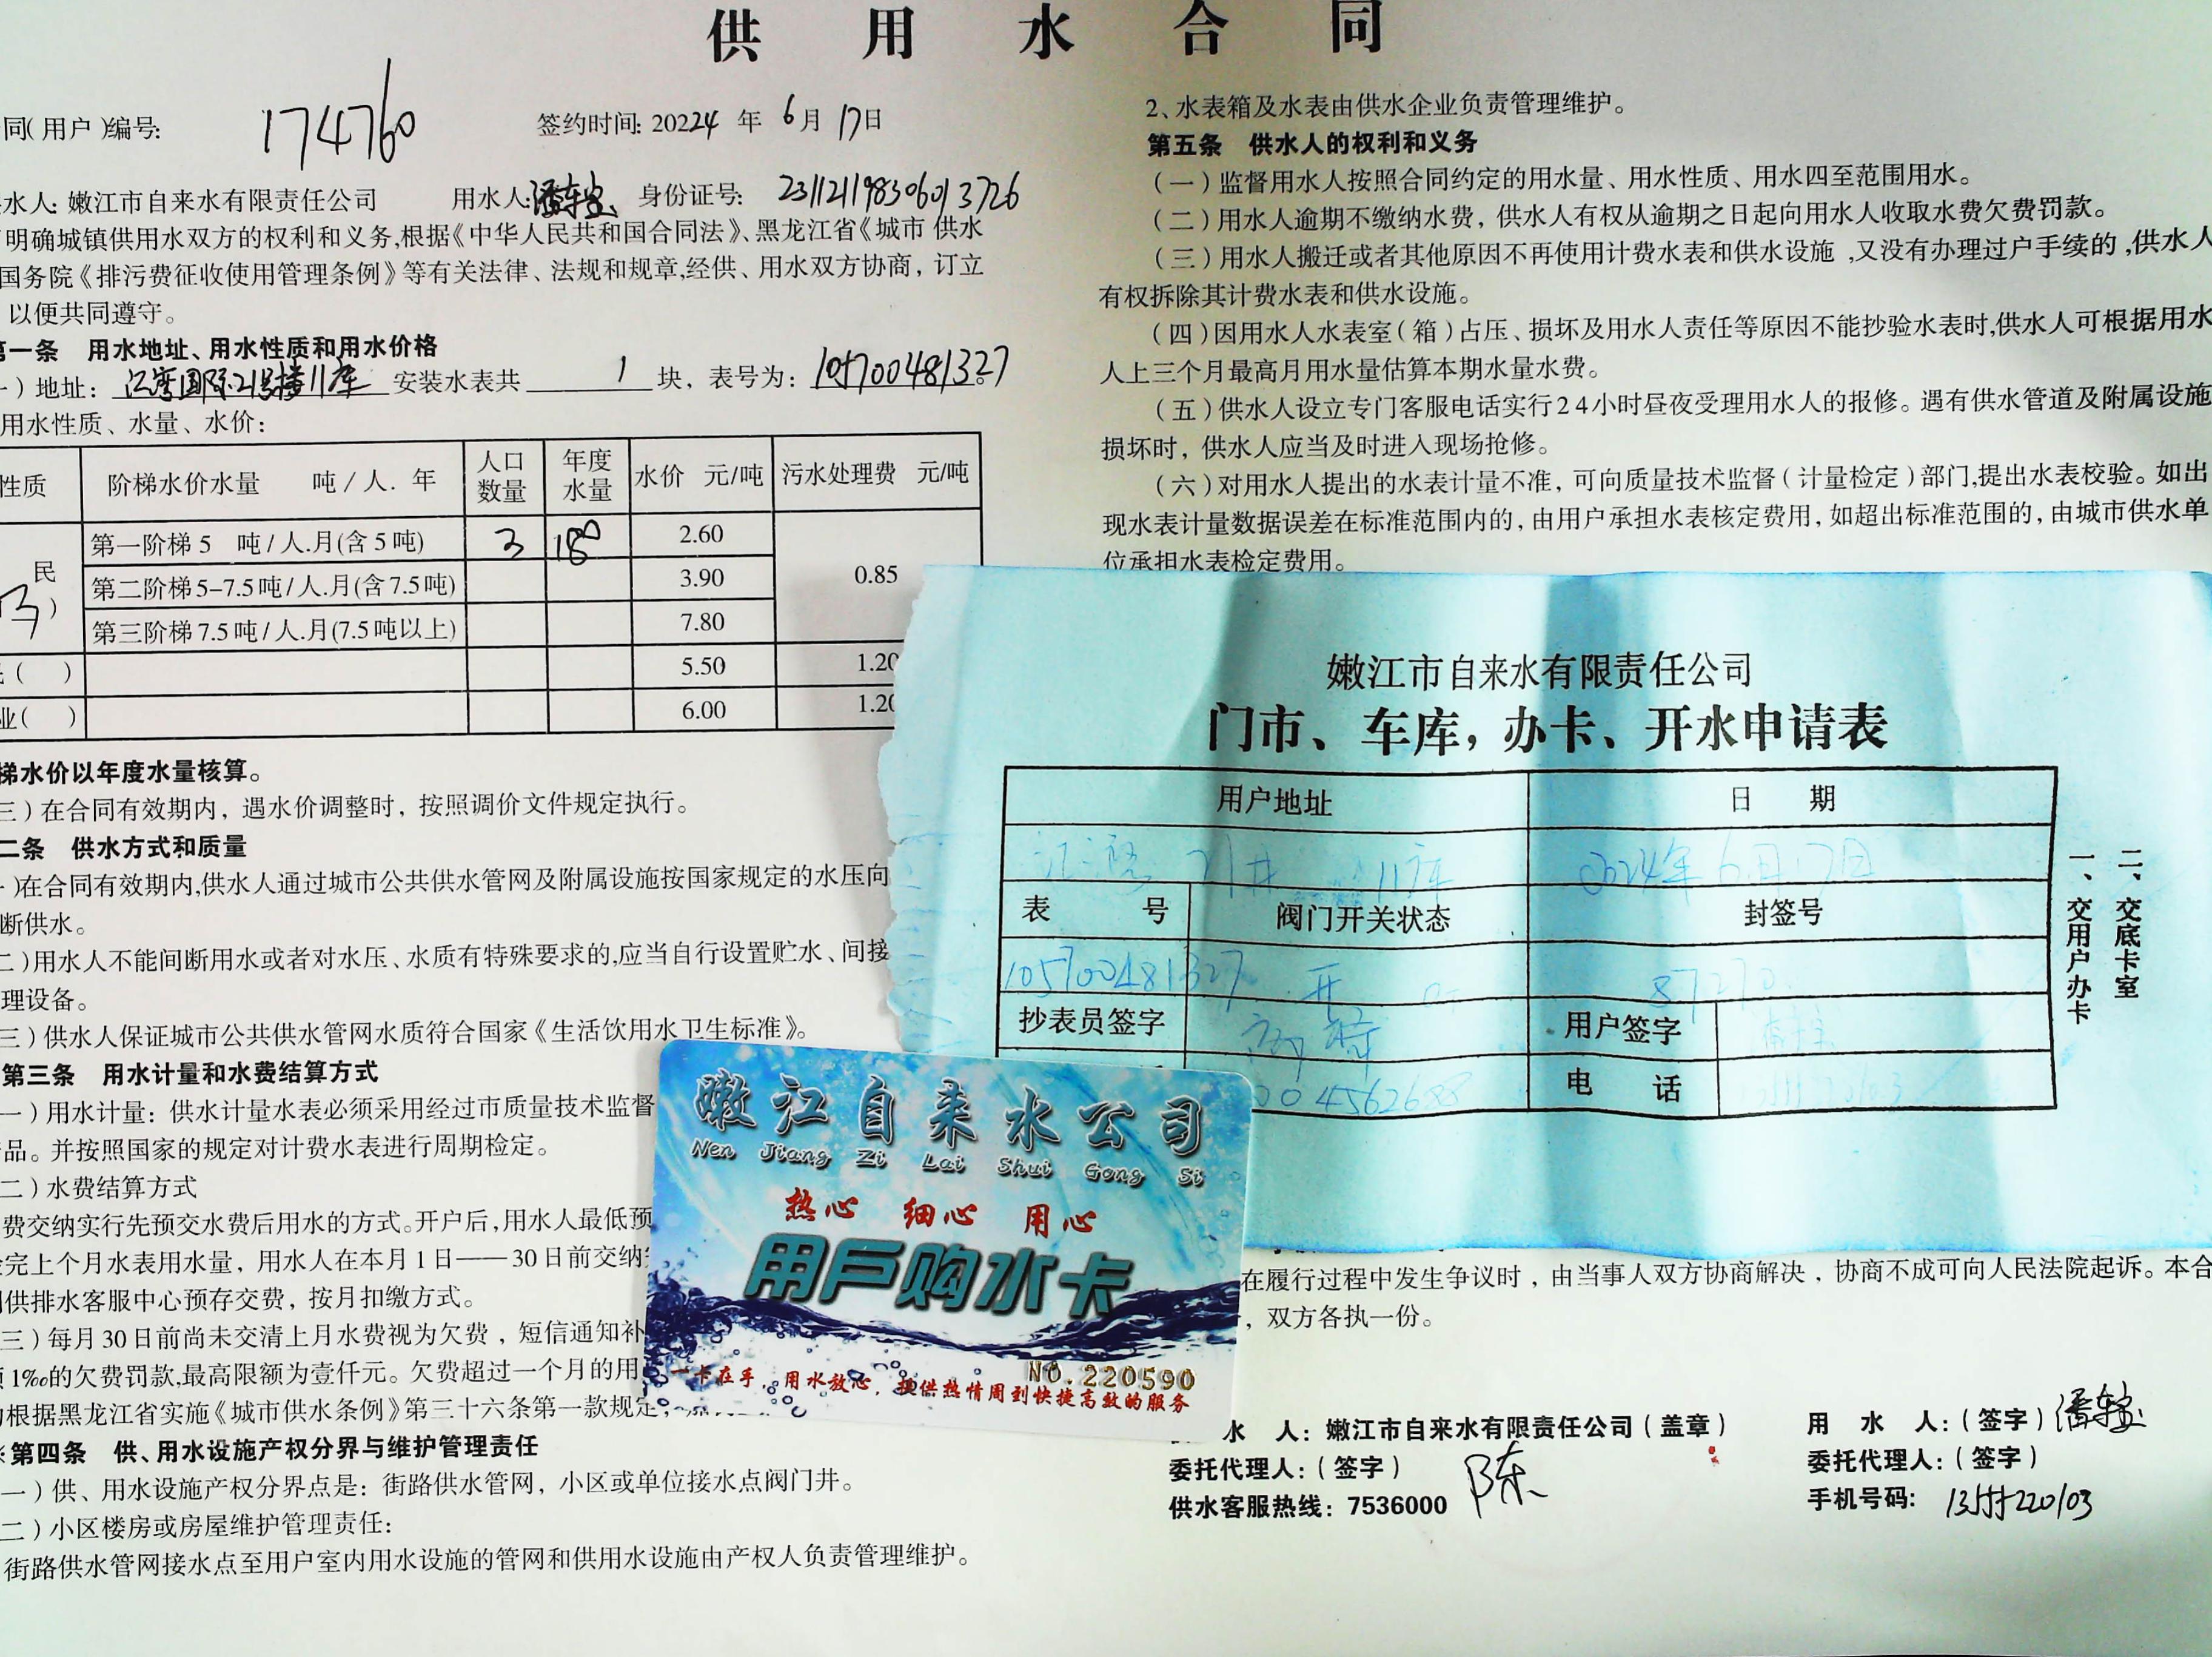 供 用 水 合 同
同(用户)编号: 174760 签约时间: 20224 年 6月 17日
水人: 嫩江市自来水有限责任公司 用水人: 身份证号: 231121198306013726
明确城镇供用水双方的权利和义务,根据《中华人民共和国合同法》、黑龙江省《城市 供水
国务院《排污费征收使用管理条例》等有关法律、法规和规章,经供、用水双方协商，订立
以便共同遵守。
第一条 用水地址、用水性质和用水价格
一)地址: 江湾国际21号楼11库 安装水表共 1 块，表号为: 105700481327
用水性质、水量、水价:
性质 阶梯水价水量 吨/人．年 人口数量 年度水量 水价 元/吨 污水处理费 元/吨
民 第一阶梯 5 吨/人.月(含 5 吨) 3 180 2.60 0.85
第二阶梯 5-7.5 吨/人.月(含 7.5 吨) 3.90
第三阶梯 7.5 吨/人.月(7.5 吨以上) 7.80
( ) 5.50 1.20
业( ) 6.00 1.20
梯水价以年度水量核算。
三)在合同有效期内，遇水价调整时，按照调价文件规定执行。
二条 供水方式和质量
)在合同有效期内,供水人通过城市公共供水管网及附属设施按国家规定的水压向
断供水。
二)用水人不能间断用水或者对水压、水质有特殊要求的,应当自行设置贮水、间接
理设备。
三)供水人保证城市公共供水管网水质符合国家《生活饮用水卫生标准》。
第三条 用水计量和水费结算方式
一)用水计量：供水计量水表必须采用经过市质量技术监督
品。并按照国家的规定对计费水表进行周期检定。
二)水费结算方式
费交纳实行先预交水费后用水的方式。开户后,用水人最低预
完上个月水表用水量，用水人在本月 1 日——30 日前交纳
供排水客服中心预存交费，按月扣缴方式。
三)每月 30 日前尚未交清上月水费视为欠费，短信通知补
1‰的欠费罚款,最高限额为壹仟元。欠费超过一个月的用
根据黑龙江省实施《城市供水条例》第三十六条第一款规定，
第四条 供、用水设施产权分界与维护管理责任
一)供、用水设施产权分界点是：街路供水管网，小区或单位接水点阀门井。
二)小区楼房或房屋维护管理责任:
街路供水管网接水点至用户室内用水设施的管网和供用水设施由产权人负责管理维护。
2、水表箱及水表由供水企业负责管理维护。
第五条 供水人的权利和义务
(一)监督用水人按照合同约定的用水量、用水性质、用水四至范围用水。
(二)用水人逾期不缴纳水费，供水人有权从逾期之日起向用水人收取水费欠费罚款。
(三)用水人搬迁或者其他原因不再使用计费水表和供水设施,又没有办理过户手续的,供水人
有权拆除其计费水表和供水设施。
(四)因用水人水表室(箱)占压、损坏及用水人责任等原因不能抄验水表时,供水人可根据用水
人上三个月最高月用水量估算本期水量水费。
(五)供水人设立专门客服电话实行24小时昼夜受理用水人的报修。遇有供水管道及附属设施
损坏时，供水人应当及时进入现场抢修。
(六)对用水人提出的水表计量不准，可向质量技术监督(计量检定)部门,提出水表校验。如出
现水表计量数据误差在标准范围内的，由用户承担水表核定费用，如超出标准范围的，由城市供水单
位承担水表检定费用。
嫩江市自来水有限责任公司
门市、车库，办卡、开水申请表
用户地址 日 期
21# 11库 2024年6月17日
表 号 阀门开关状态 封签号
105700481327 开 87270
抄表员签字 用户签字
4562688 电 话
一、交用户办卡
二、交底卡室
嫩江自来水公司
Nen Jiang Zi Lai Shui Gong Si
热心 细心 用心
用户购水卡
NO.220590
一卡在手，用水放心，提供热情周到快捷高效的服务
在履行过程中发生争议时，由当事人双方协商解决，协商不成可向人民法院起诉。本合
，双方各执一份。
水 人: 嫩江市自来水有限责任公司(盖章) 用 水 人:(签字)
委托代理人:(签字) 陈 委托代理人:(签字)
供水客服热线: 7536000 手机号码: